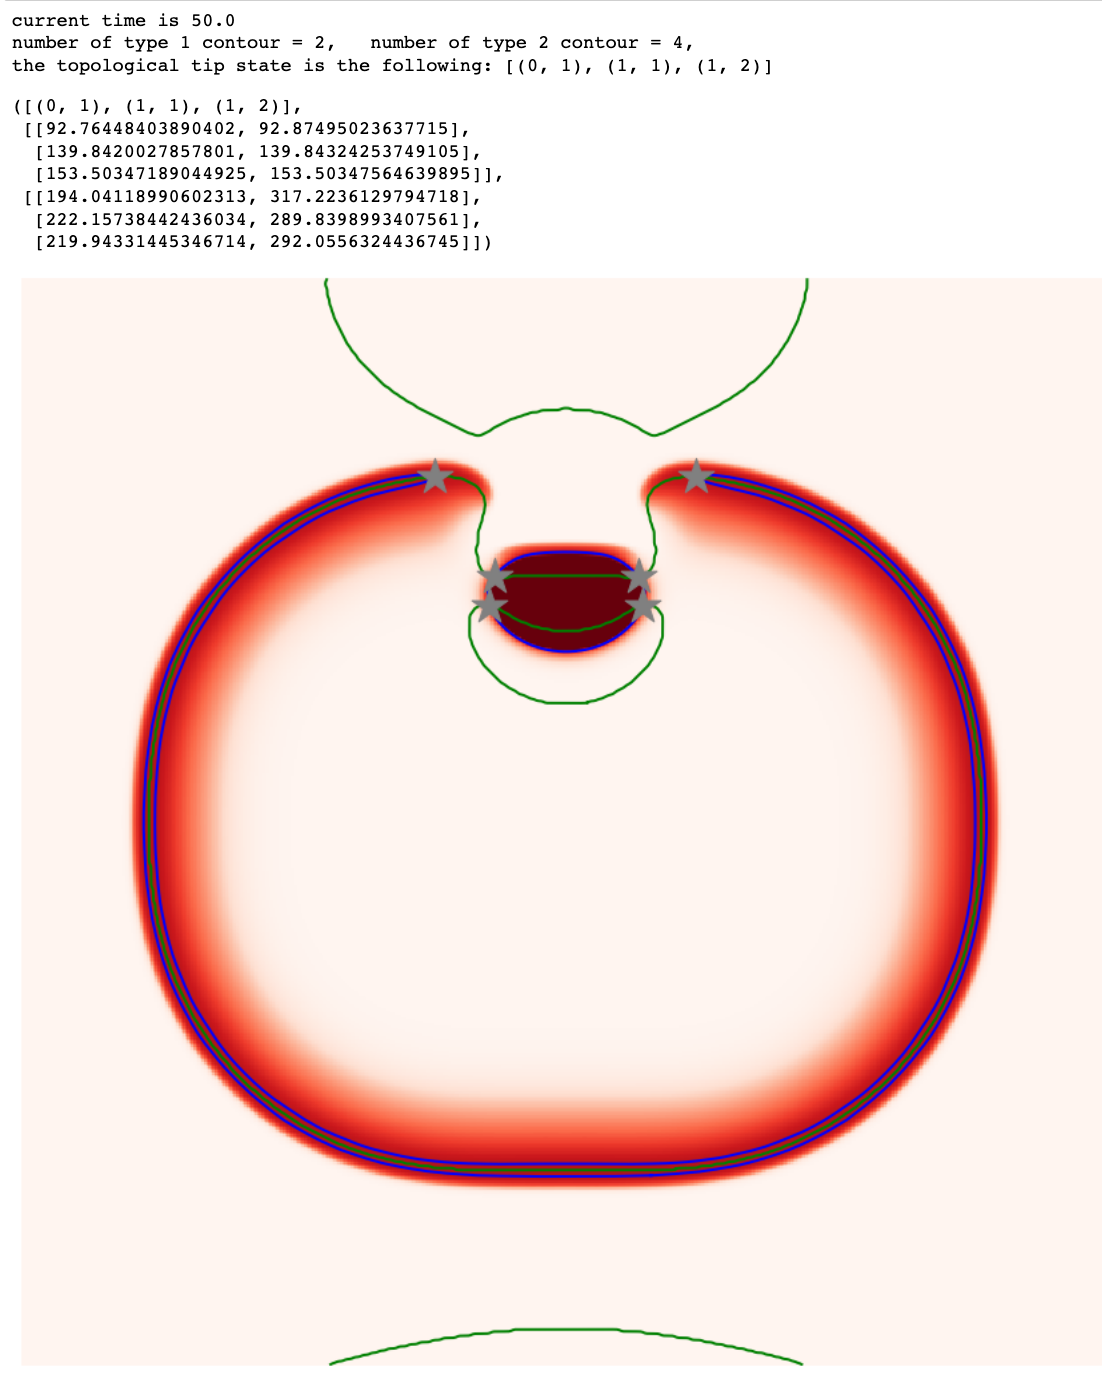 current time is 50.0
number of type 1 contour = 2,   number of type 2 contour = 4,
the topological tip state is the following: [(0, 1), (1, 1), (1, 2)]
([(0, 1), (1, 1), (1, 2)],
 [[92.76448403890402, 92.87495023637715],
  [139.8420027857801, 139.84324253749105],
  [153.50347189044925, 153.50347564639895]],
 [[194.04118990602313, 317.2236129794718],
  [222.15738442436034, 289.8398993407561],
  [219.94331445346714, 292.0556324436745]])